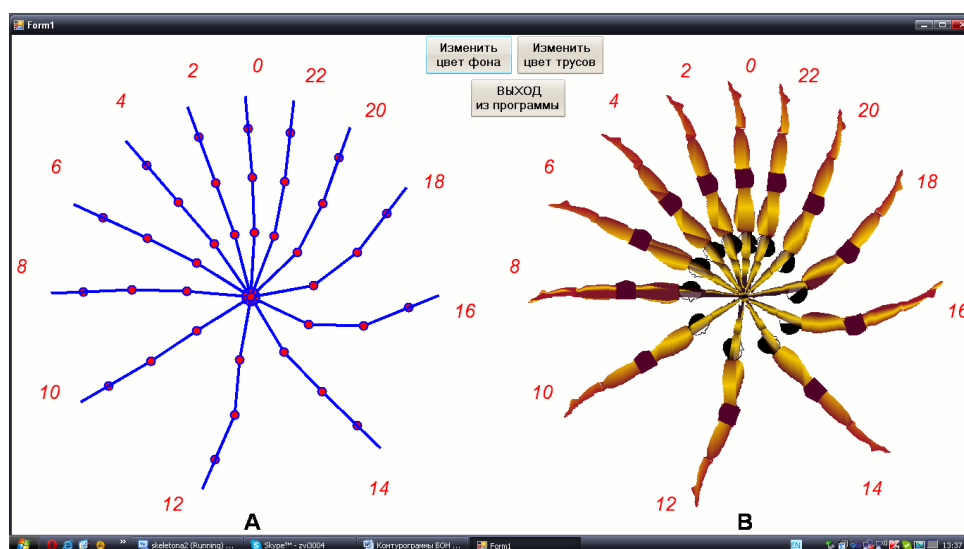 Form1
Изменить
цвет фона
Изменить
цвет трусов
ВЫХОД
из программы
0
2
22
4
20
6
18
8
16
10
12
14
A
0
2
22
4
20
6
18
8
16
10
12
14
B
skeletona2 (Running) ...
Skype™ - zvi3004
Контурограммы БОН ...
Form1
13:37